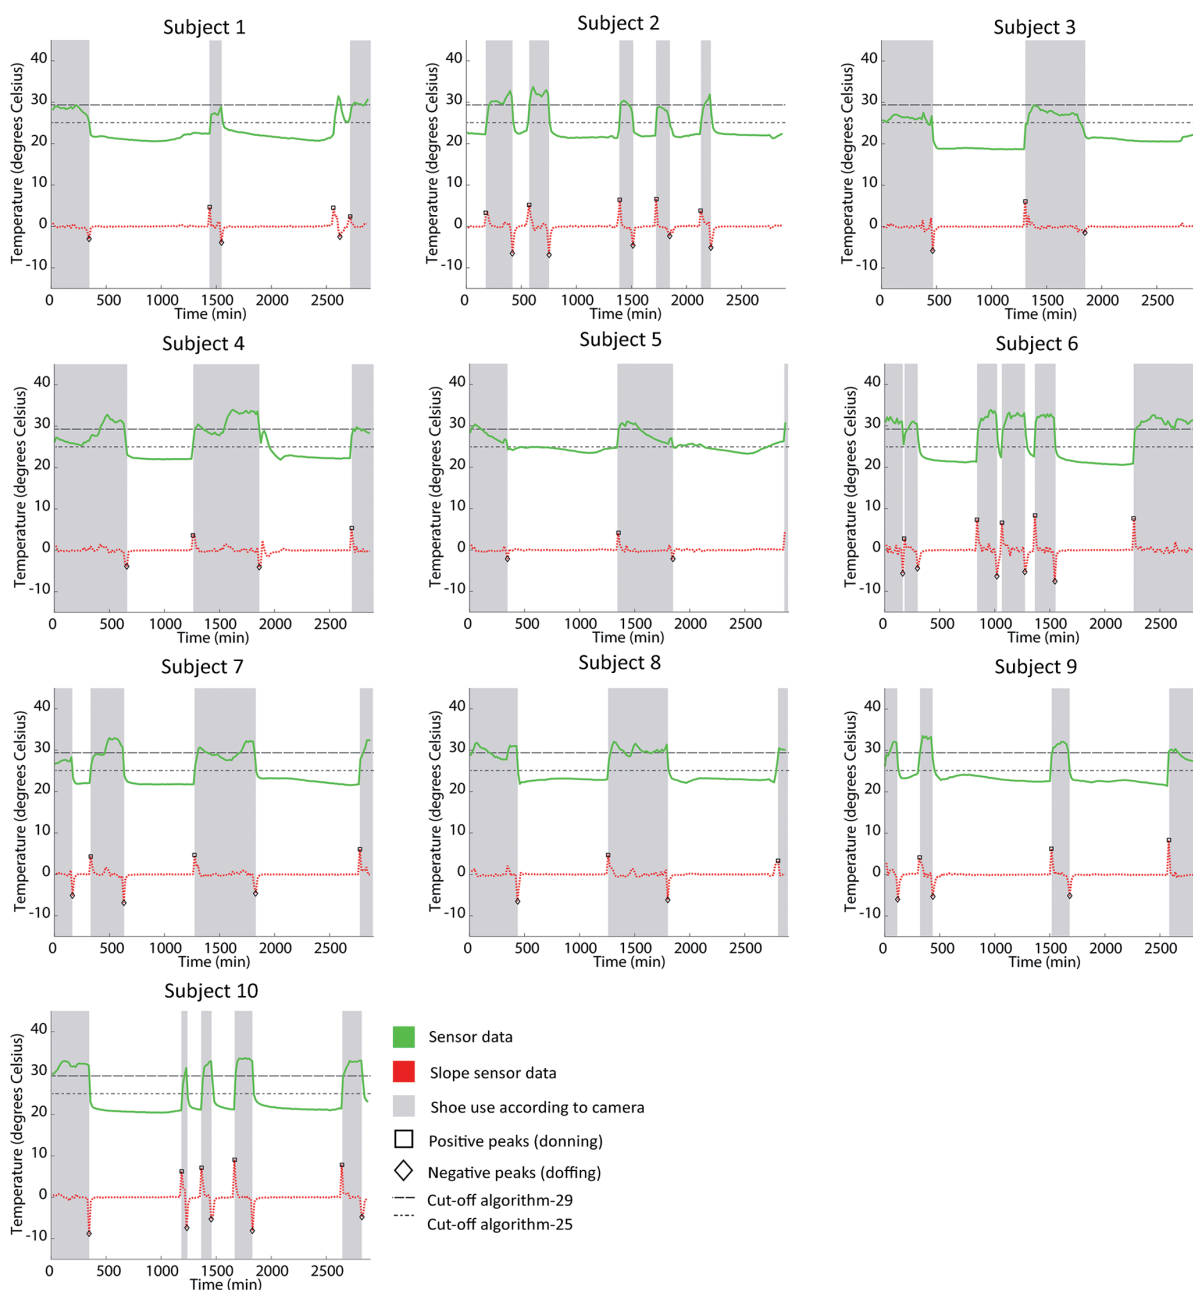 Subject 1
Temperature (degrees Celsius)
40
30
20
10
0
-10
0 500 1000 1500 2000 2500
Time (min)
Subject 2
Temperature (degrees Celsius)
40
30
20
10
0
-10
0 500 1000 1500 2000 2500
Time (min)
Subject 3
Temperature (degrees Celsius)
40
30
20
10
0
-10
0 500 1000 1500 2000 2500
Time (min)
Subject 4
Temperature (degrees Celsius)
40
30
20
10
0
-10
0 500 1000 1500 2000 2500
Time (min)
Subject 5
Temperature (degrees Celsius)
40
30
20
10
0
-10
0 500 1000 1500 2000 2500
Time (min)
Subject 6
Temperature (degrees Celsius)
40
30
20
10
0
-10
0 500 1000 1500 2000 2500
Time (min)
Subject 7
Temperature (degrees Celsius)
40
30
20
10
0
-10
0 500 1000 1500 2000 2500
Time (min)
Subject 8
Temperature (degrees Celsius)
40
30
20
10
0
-10
0 500 1000 1500 2000 2500
Time (min)
Subject 9
Temperature (degrees Celsius)
40
30
20
10
0
-10
0 500 1000 1500 2000 2500
Time (min)
Subject 10
Temperature (degrees Celsius)
40
30
20
10
0
-10
0 500 1000 1500 2000 2500
Time (min)
Sensor data
Slope sensor data
Shoe use according to camera
Positive peaks (donning)
Negative peaks (doffing)
Cut-off algorithm-29
Cut-off algorithm-25